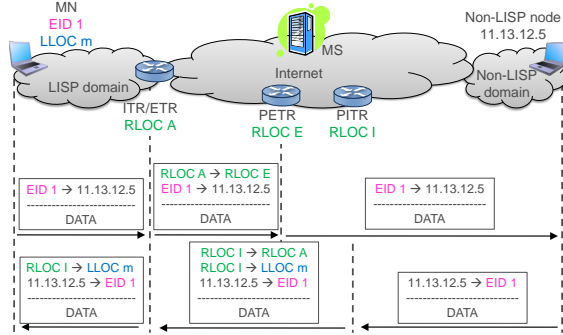 MN
EID 1
LLOC m
Non-LISP node
11.13.12.5
MS
Internet
LISP domain
Non-LISP
domain
ITR/ETR
RLOC A
PETR
RLOC E
PITR
RLOC I
EID 1 → 11.13.12.5
------------------------
DATA
RLOC A → RLOC E
EID 1 → 11.13.12.5
------------------------
DATA
EID 1 → 11.13.12.5
------------------------
DATA
RLOC I → LLOC m
11.13.12.5 → EID 1
------------------------
DATA
RLOC I → RLOC A
RLOC I → LLOC m
11.13.12.5 → EID 1
------------------------
DATA
11.13.12.5 → EID 1
------------------------
DATA